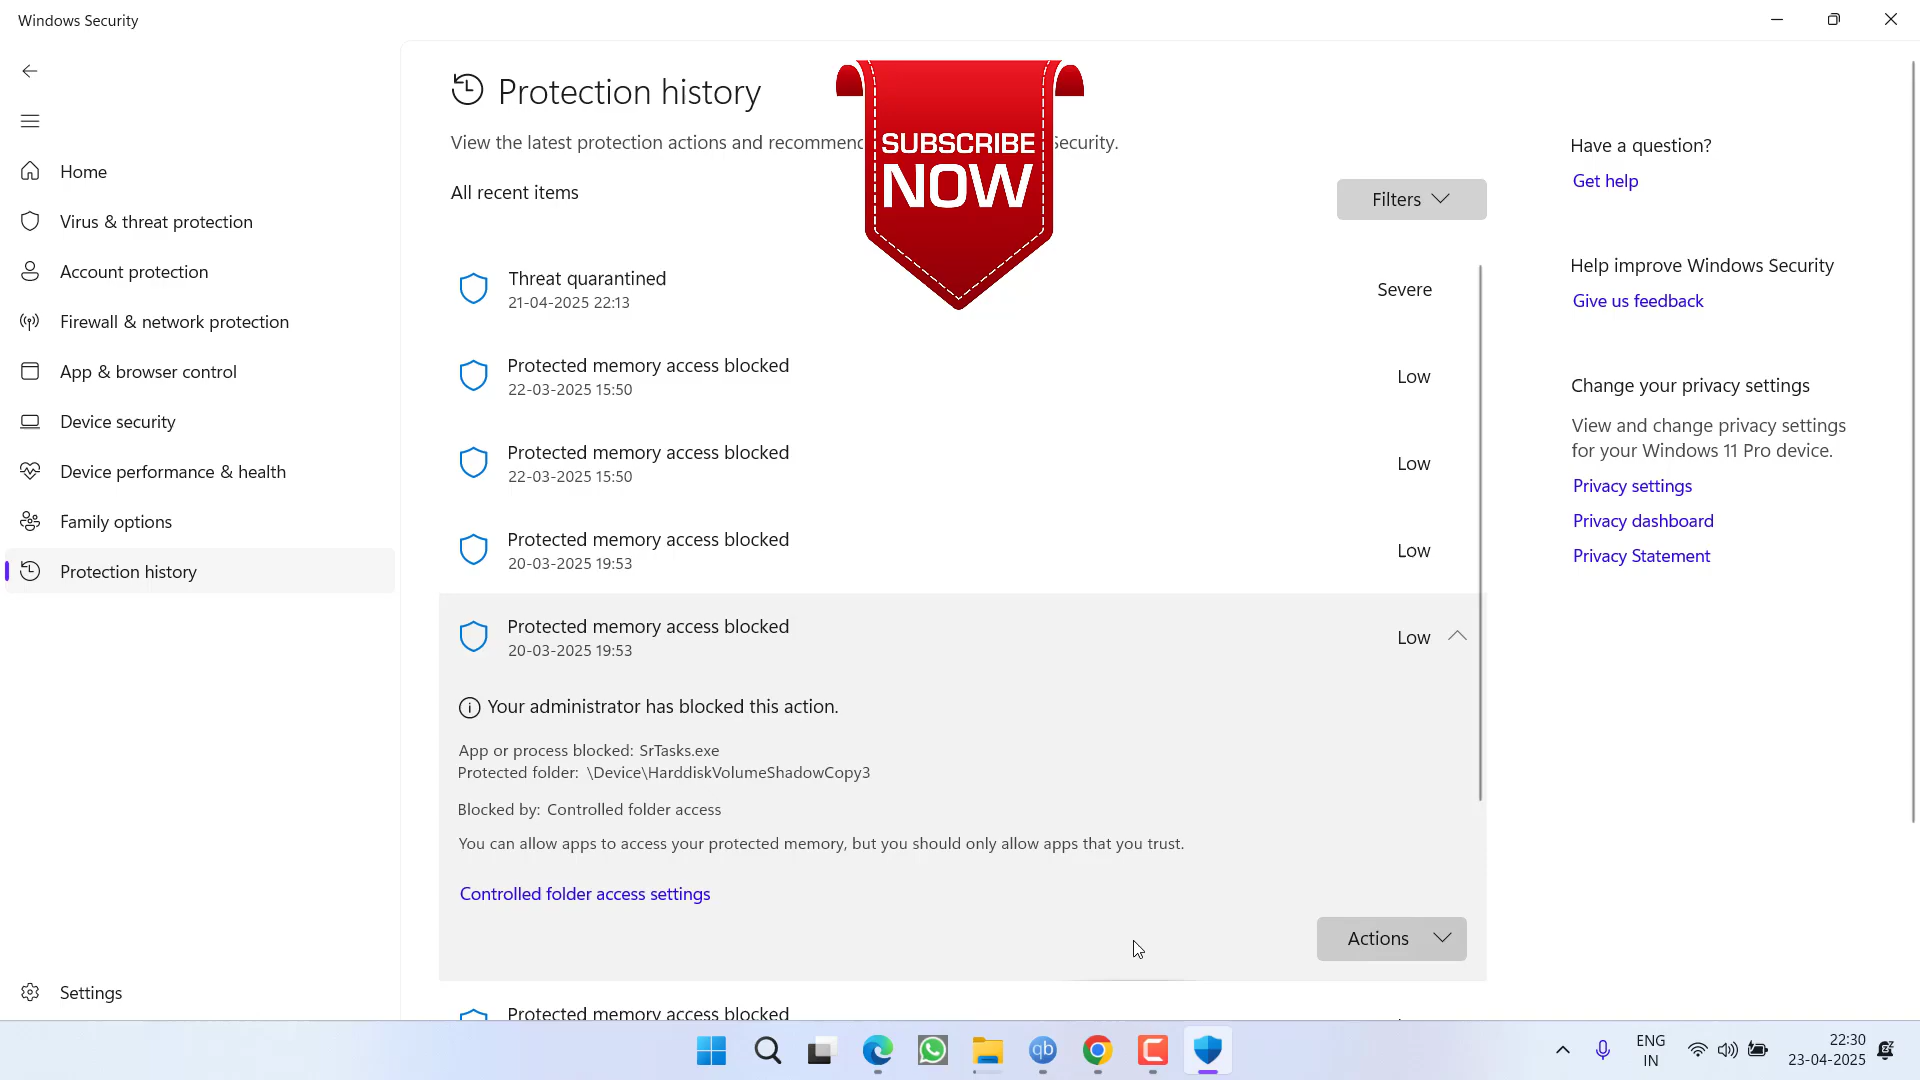 Windows Security
Home
Virus & threat protection
Account protection
Firewall & network protection
App & browser control
Device security
Device performance & health
Family options
Protection history
Settings
Protection history
View the latest protection actions and recommend
Security.
SUBSCRIBE
NOW
All recent items
Filters
Threat quarantined
21-04-2025 22:13
Severe
Protected memory access blocked
22-03-2025 15:50
Low
Protected memory access blocked
22-03-2025 15:50
Low
Protected memory access blocked
20-03-2025 19:53
Low
Protected memory access blocked
20-03-2025 19:53
Low
Your administrator has blocked this action.
App or process blocked: SrTasks.exe
Protected folder: \Device\HarddiskVolumeShadowCopy3
Blocked by: Controlled folder access
You can allow apps to access your protected memory, but you should only allow apps that you trust.
Controlled folder access settings
Actions
Protected memory access blocked
Have a question?
Get help
Help improve Windows Security
Give us feedback
Change your privacy settings
View and change privacy settings
for your Windows 11 Pro device.
Privacy settings
Privacy dashboard
Privacy Statement
qb
ENG
IN
22:30
23-04-2025